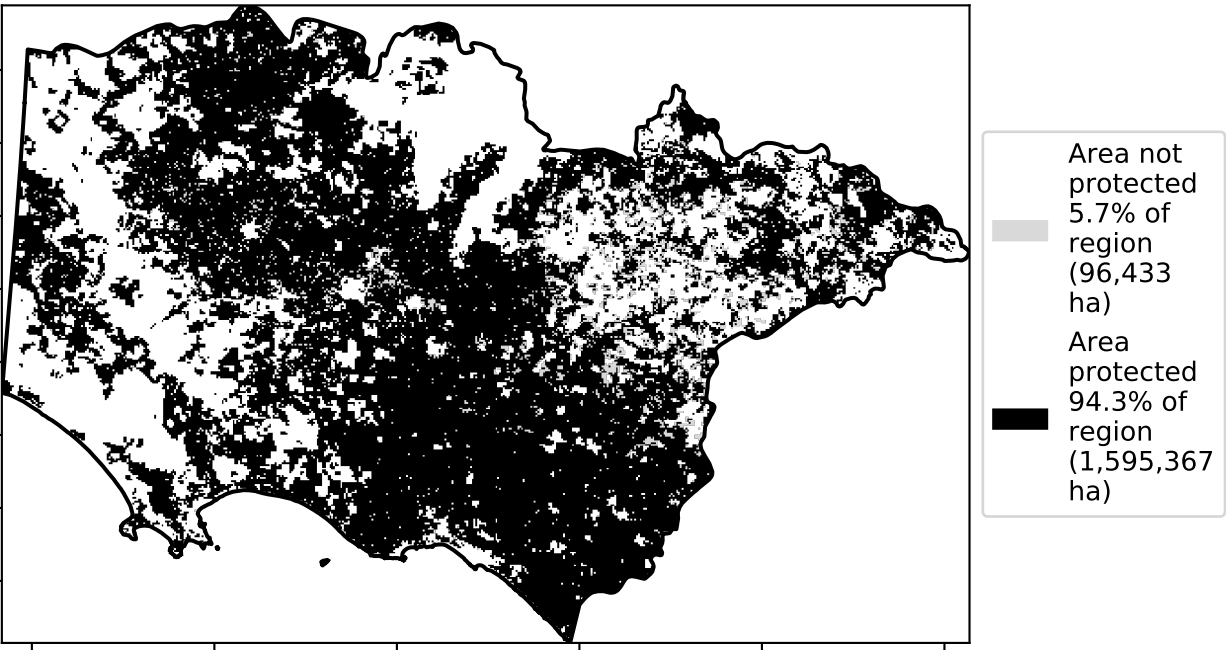 Area not
protected
5.7% of
region
(96,433
ha)
Area
protected
94.3% of
region
(1,595,367
ha)